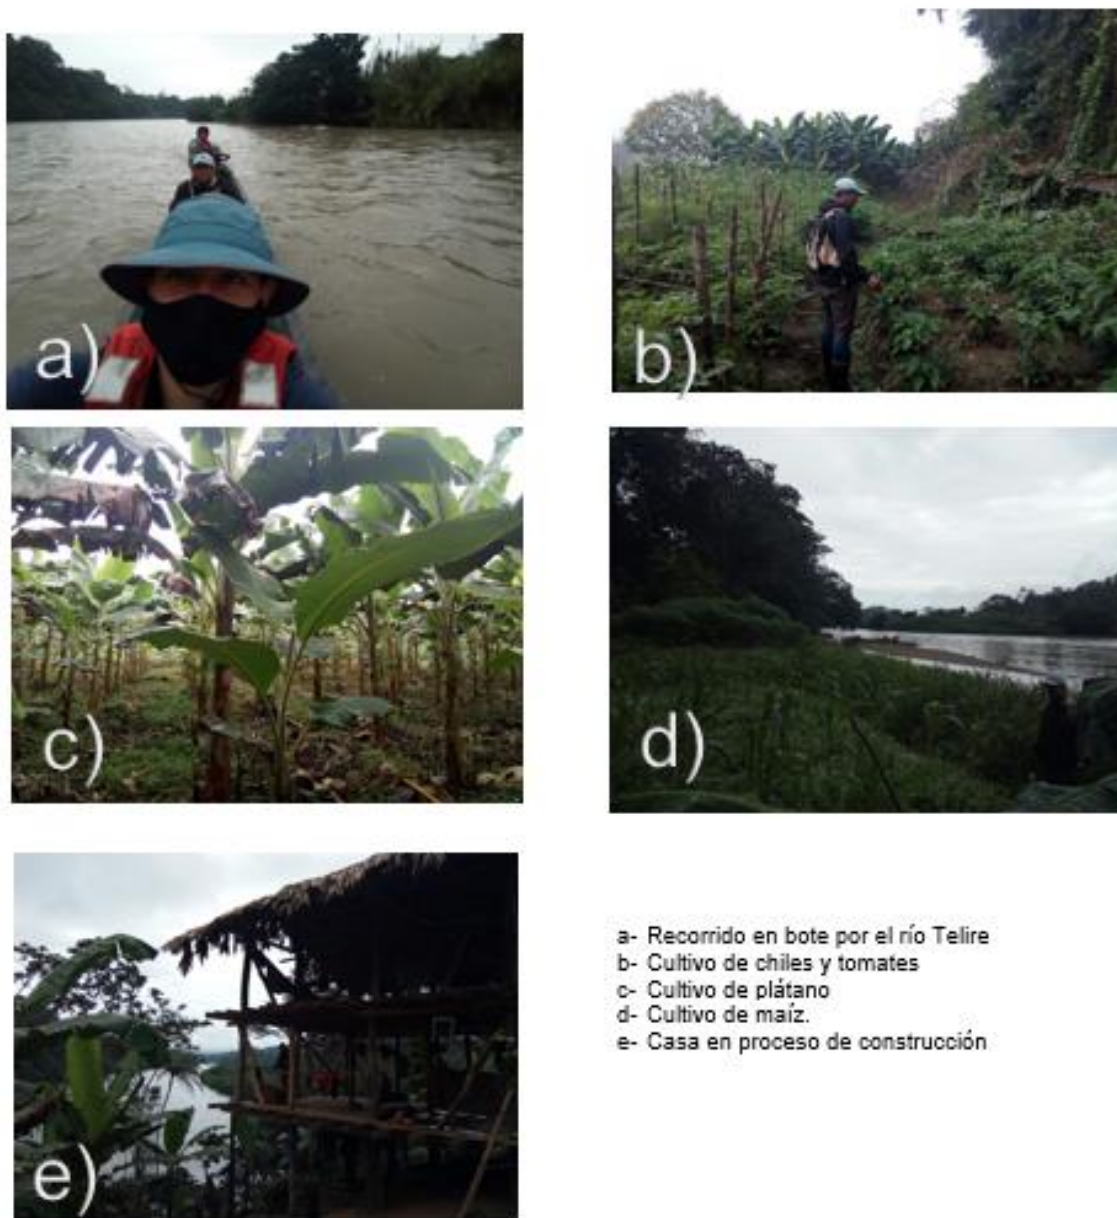 a)
b)
c)
d)
e)
a- Recorrido en bote por el río Telire
b- Cultivo de chiles y tomates
c- Cultivo de plátano
d- Cultivo de maíz.
e- Casa en proceso de construcción